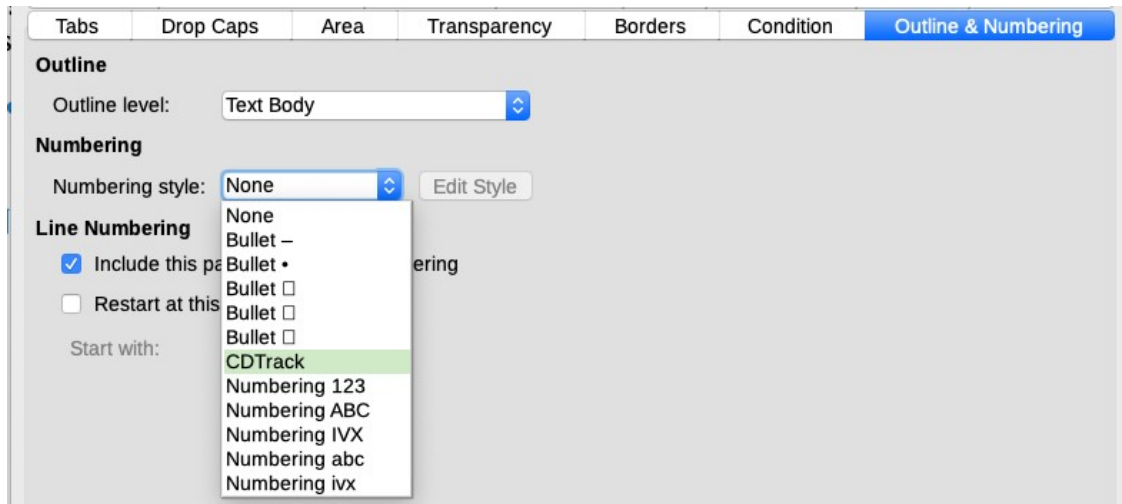 Tabs Drop Caps Area Transparency Borders Condition Outline & Numbering
Outline
Outline level: Text Body
Numbering
Numbering style: None Edit Style
None
Line Numbering
Bullet –
Include this pa Bullet • ering
Bullet □
Restart at this Bullet □
Bullet □
Start with:
CDTrack
Numbering 123
Numbering ABC
Numbering IVX
Numbering abc
Numbering ivx